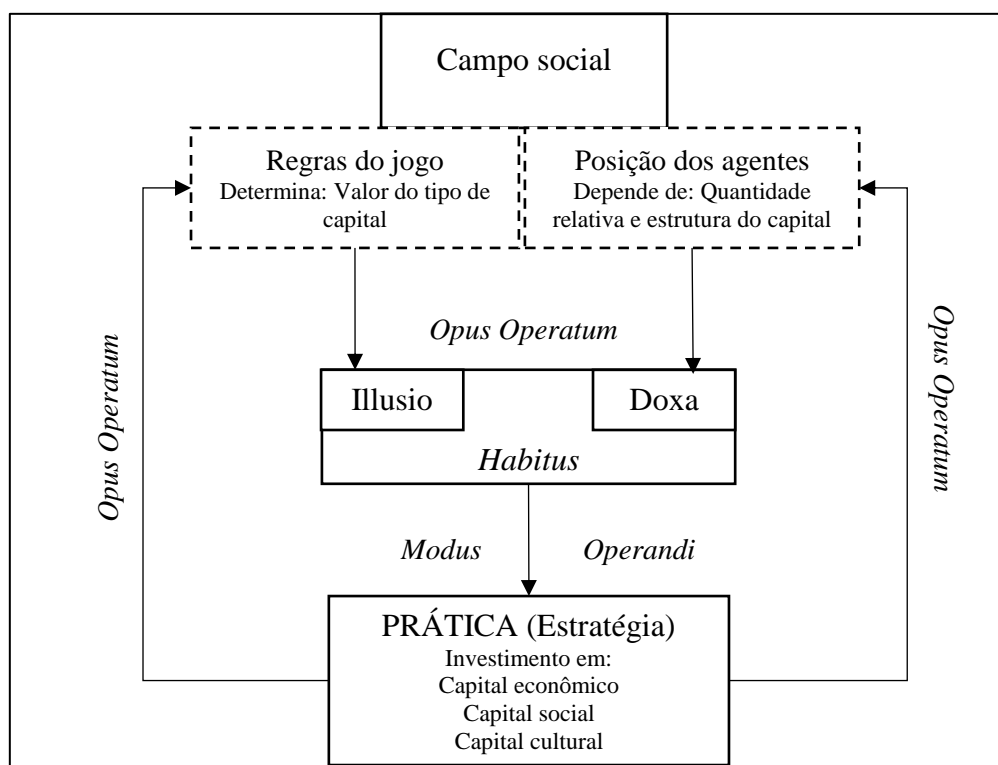 Campo social
Regras do jogo
Determina: Valor do tipo de
capital
Posição dos agentes
Depende de: Quantidade
relativa e estrutura do capital
Opus Operatum
Opus Operatum
Opus Operatum
Illusio
Doxa
Habitus
Modus Operandi
PRÁTICA (Estratégia)
Investimento em:
Capital econômico
Capital social
Capital cultural